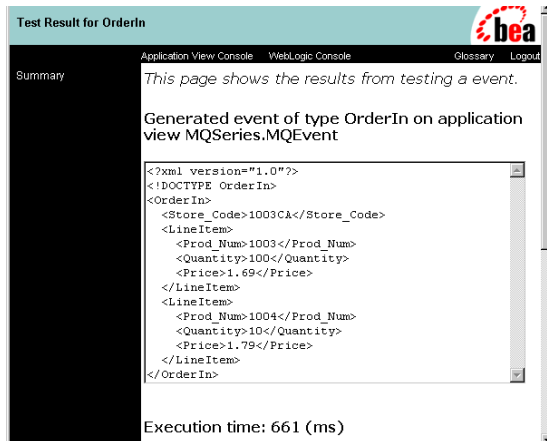 Test Result for OrderIn
bea
Application View Console WebLogic Console Glossary Logout
Summary
This page shows the results from testing a event.
Generated event of type OrderIn on application
view MQSeries.MQEvent
<?xml version="1.0"?>
<!DOCTYPE OrderIn>
<OrderIn>
<Store_Code>1003CA</Store_Code>
<LineItem>
<Prod_Num>1003</Prod_Num>
<Quantity>100</Quantity>
<Price>1.69</Price>
</LineItem>
<LineItem>
<Prod_Num>1004</Prod_Num>
<Quantity>10</Quantity>
<Price>1.79</Price>
</LineItem>
</OrderIn>
Execution time: 661 (ms)